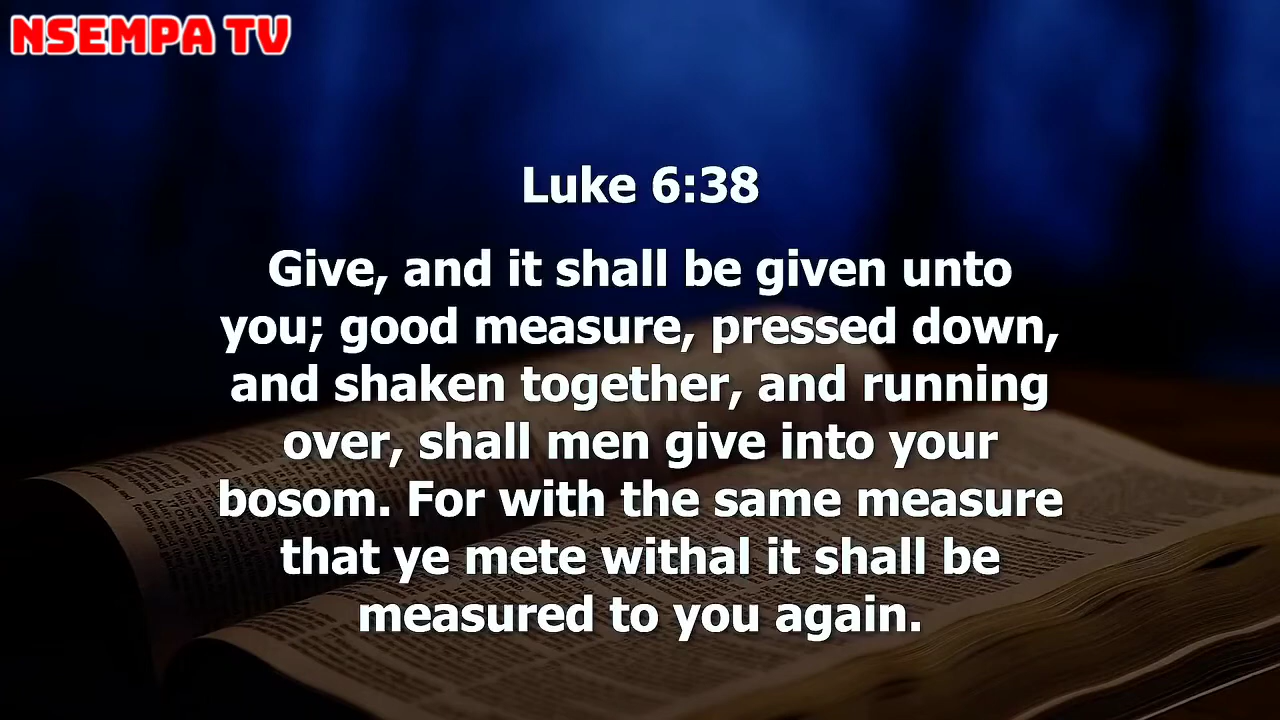 NSEMPA TV
Luke 6:38
Give, and it shall be given unto
you; good measure, pressed down,
and shaken together, and running
over, shall men give into your
bosom. For with the same measure
that ye mete withal it shall be
measured to you again.